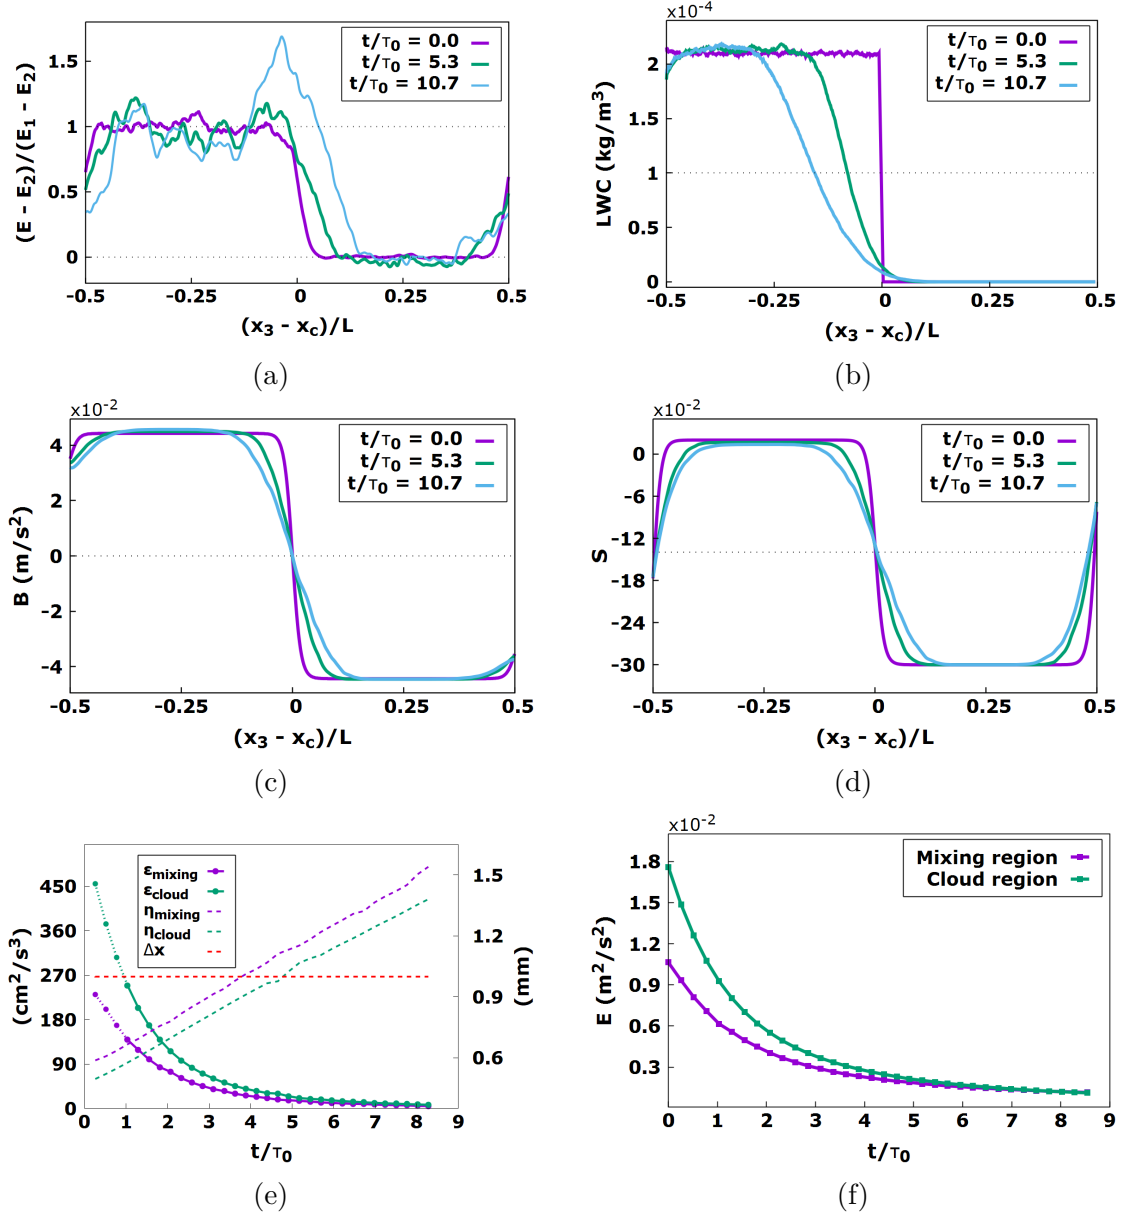 t/τ0 = 0.0
t/τ0 = 5.3
t/τ0 = 10.7
1.5
1
0.5
0
(E - E2)/(E1 - E2)
-0.5 -0.25 0 0.25 0.5
(x3 - xc)/L
(a)
x10-4
t/τ0 = 0.0
t/τ0 = 5.3
t/τ0 = 10.7
2
1.5
1
0.5
0
LWC (kg/m3)
-0.5 -0.25 0 0.25 0.5
(x3 - xc)/L
(b)
x10-2
t/τ0 = 0.0
t/τ0 = 5.3
t/τ0 = 10.7
4
2
0
-2
-4
B (m/s2)
-0.5 -0.25 0 0.25 0.5
(x3 - xc)/L
(c)
x10-2
t/τ0 = 0.0
t/τ0 = 5.3
t/τ0 = 10.7
0
-6
-12
-18
-24
-30
S
-0.5 -0.25 0 0.25 0.5
(x3 - xc)/L
(d)
εmixing
εcloud
ηmixing
ηcloud
Δx
450
360
270
180
90
0
(cm2/s3)
1.5
1.2
0.9
0.6
(mm)
0 1 2 3 4 5 6 7 8 9
t/τ0
(e)
x10-2
Mixing region
Cloud region
1.8
1.5
1.2
0.9
0.6
0.3
E (m2/s2)
0 1 2 3 4 5 6 7 8 9
t/τ0
(f)